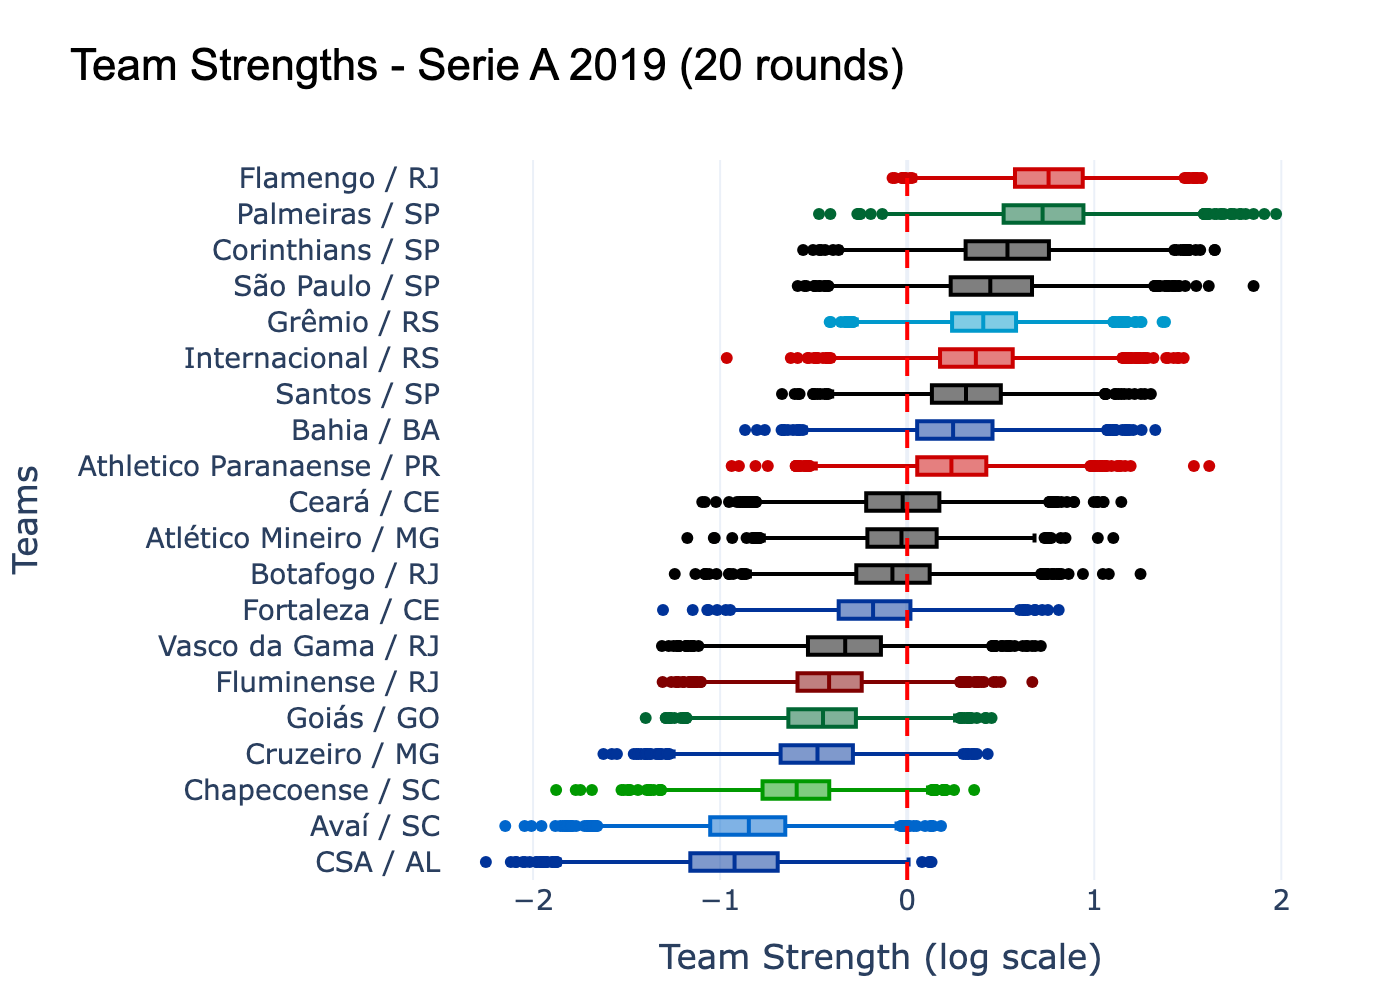 Team Strengths - Serie A 2019 (20 rounds)
Flamengo / RJ
Palmeiras / SP
Corinthians / SP
São Paulo / SP
Grêmio / RS
Internacional / RS
Santos / SP
Bahia / BA
Athletico Paranaense / PR
Ceará / CE
Atlético Mineiro / MG
Botafogo / RJ
Fortaleza / CE
Vasco da Gama / RJ
Fluminense / RJ
Goiás / GO
Cruzeiro / MG
Chapecoense / SC
Avaí / SC
CSA / AL
Teams
−2 −1 0 1 2
Team Strength (log scale)